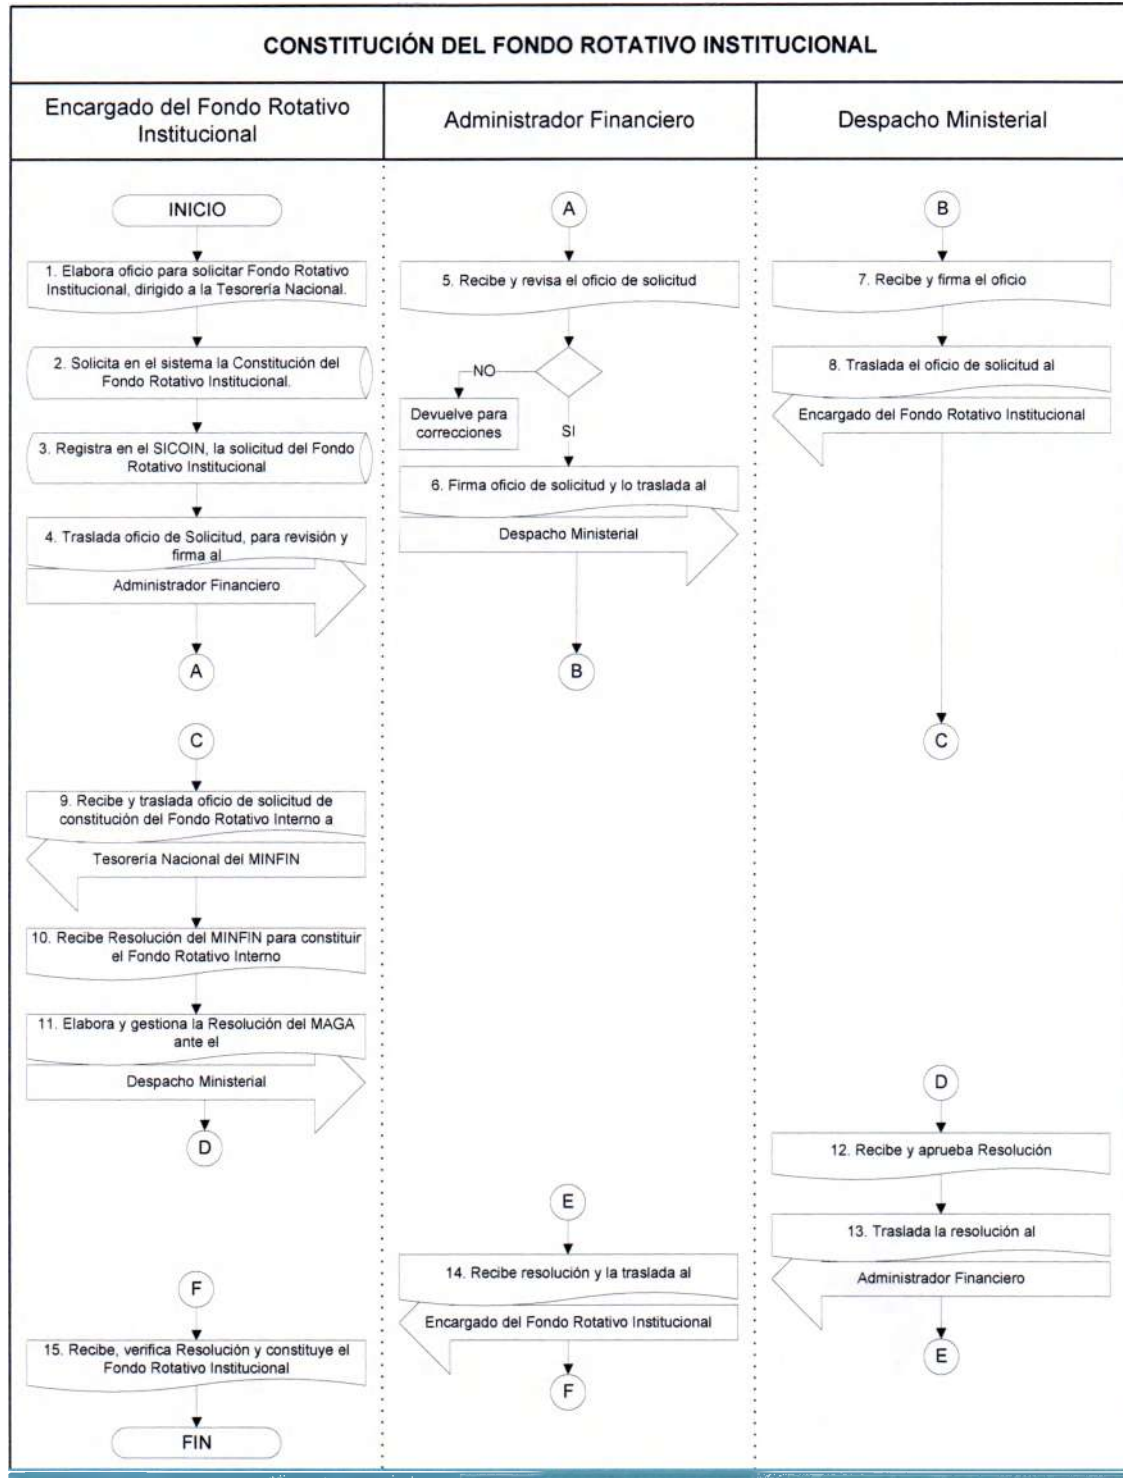 CONSTITUCIÓN DEL FONDO ROTATIVO INSTITUCIONAL
Encargado del Fondo Rotativo
Institucional
Administrador Financiero
Despacho Ministerial
INICIO
1. Elabora oficio para solicitar Fondo Rotativo
Institucional, dirigido a la Tesorería Nacional.
2. Solicita en el sistema la Constitución del
Fondo Rotativo Institucional.
3. Registra en el SICOIN, la solicitud del Fondo
Rotativo Institucional
4. Traslada oficio de Solicitud, para revisión y
firma al
Administrador Financiero
A
A
5. Recibe y revisa el oficio de solicitud
NO
Devuelve para
correcciones
SI
6. Firma oficio de solicitud y lo traslada al
Despacho Ministerial
B
B
7. Recibe y firma el oficio
8. Traslada el oficio de solicitud al
Encargado del Fondo Rotativo Institucional
C
C
9. Recibe y traslada oficio de solicitud de
constitución del Fondo Rotativo Interno a
Tesorería Nacional del MINFIN
10. Recibe Resolución del MINFIN para constituir
el Fondo Rotativo Interno
11. Elabora y gestiona la Resolución del MAGA
ante el
Despacho Ministerial
D
D
12. Recibe y aprueba Resolución
13. Traslada la resolución al
Administrador Financiero
E
E
14. Recibe resolución y la traslada al
Encargado del Fondo Rotativo Institucional
F
F
15. Recibe, verifica Resolución y constituye el
Fondo Rotativo Institucional
FIN